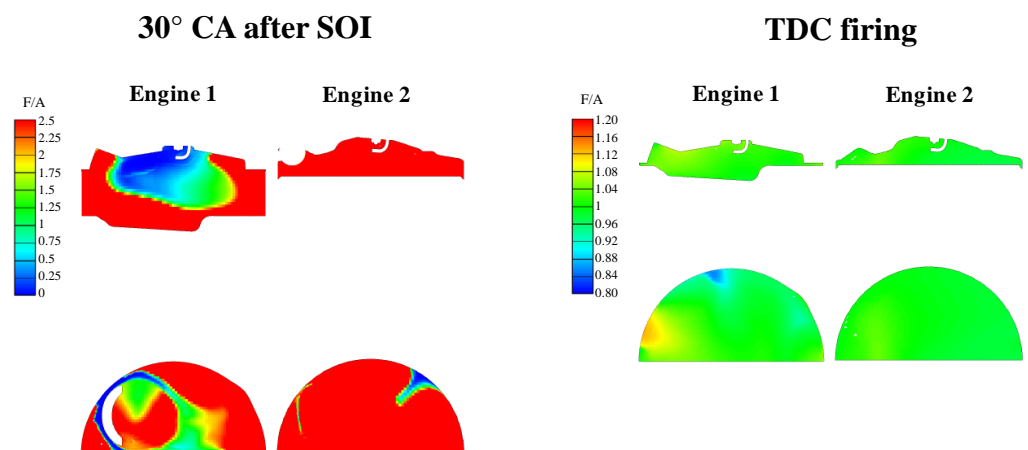 30° CA after SOI
TDC firing
Engine 1
Engine 2
Engine 1
Engine 2
F/A
2.5
2.25
2
1.75
1.25
1
0.75
0.5
0.25
0
F/A
1.20
1.16
1.12
1.08
1.04
1
0.96
0.92
0.88
0.84
0.80